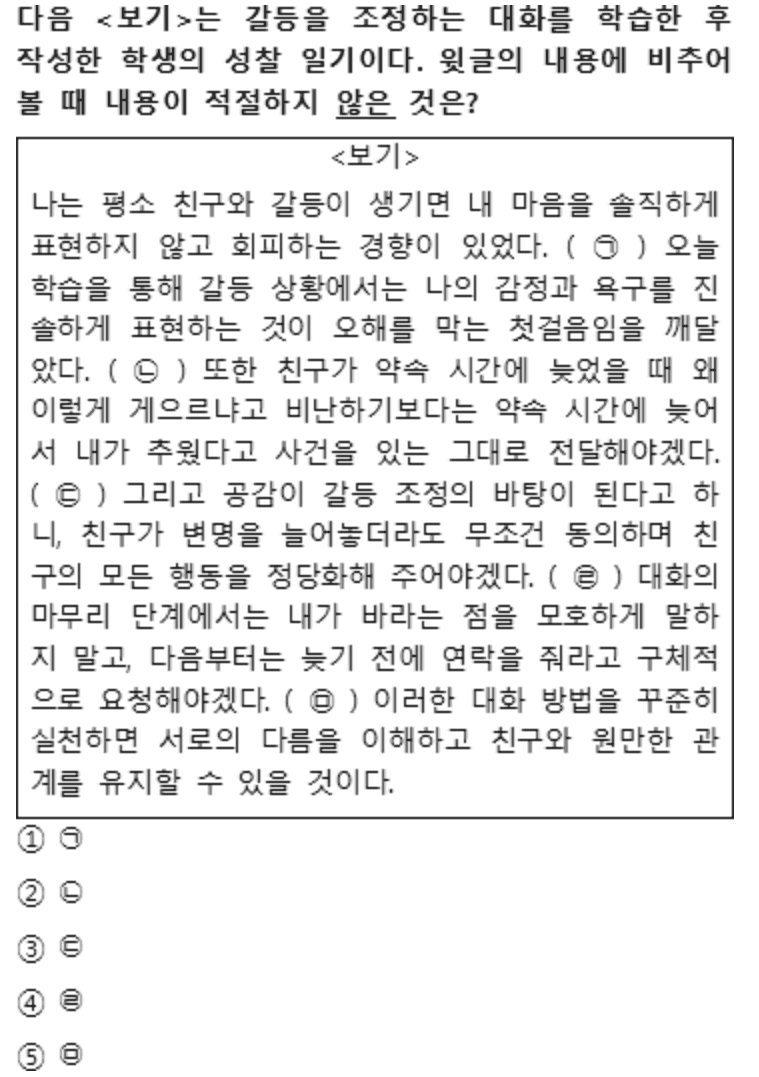 다음 <보기>는 갈등을 조정하는 대화를 학습한 후
작성한 학생의 성찰 일기이다. 윗글의 내용에 비추어
볼 때 내용이 적절하지 않은 것은?
<보기>
나는 평소 친구와 갈등이 생기면 내 마음을 솔직하게
표현하지 않고 회피하는 경향이 있었다. ( ㉠ ) 오늘
학습을 통해 갈등 상황에서는 나의 감정과 욕구를 진
솔하게 표현하는 것이 오해를 막는 첫걸음임을 깨달
았다. ( ㉡ ) 또한 친구가 약속 시간에 늦었을 때 왜
이렇게 게으르냐고 비난하기보다는 약속 시간에 늦어
서 내가 추웠다고 사건을 있는 그대로 전달해야겠다.
( ㉢ ) 그리고 공감이 갈등 조정의 바탕이 된다고 하
니, 친구가 변명을 늘어놓더라도 무조건 동의하며 친
구의 모든 행동을 정당화해 주어야겠다. ( ㉣ ) 대화의
마무리 단계에서는 내가 바라는 점을 모호하게 말하
지 말고, 다음부터는 늦기 전에 연락을 줘라고 구체적
으로 요청해야겠다. ( ㉤ ) 이러한 대화 방법을 꾸준히
실천하면 서로의 다름을 이해하고 친구와 원만한 관
계를 유지할 수 있을 것이다.
① ㉠
② ㉡
③ ㉢
④ ㉣
⑤ ㉤